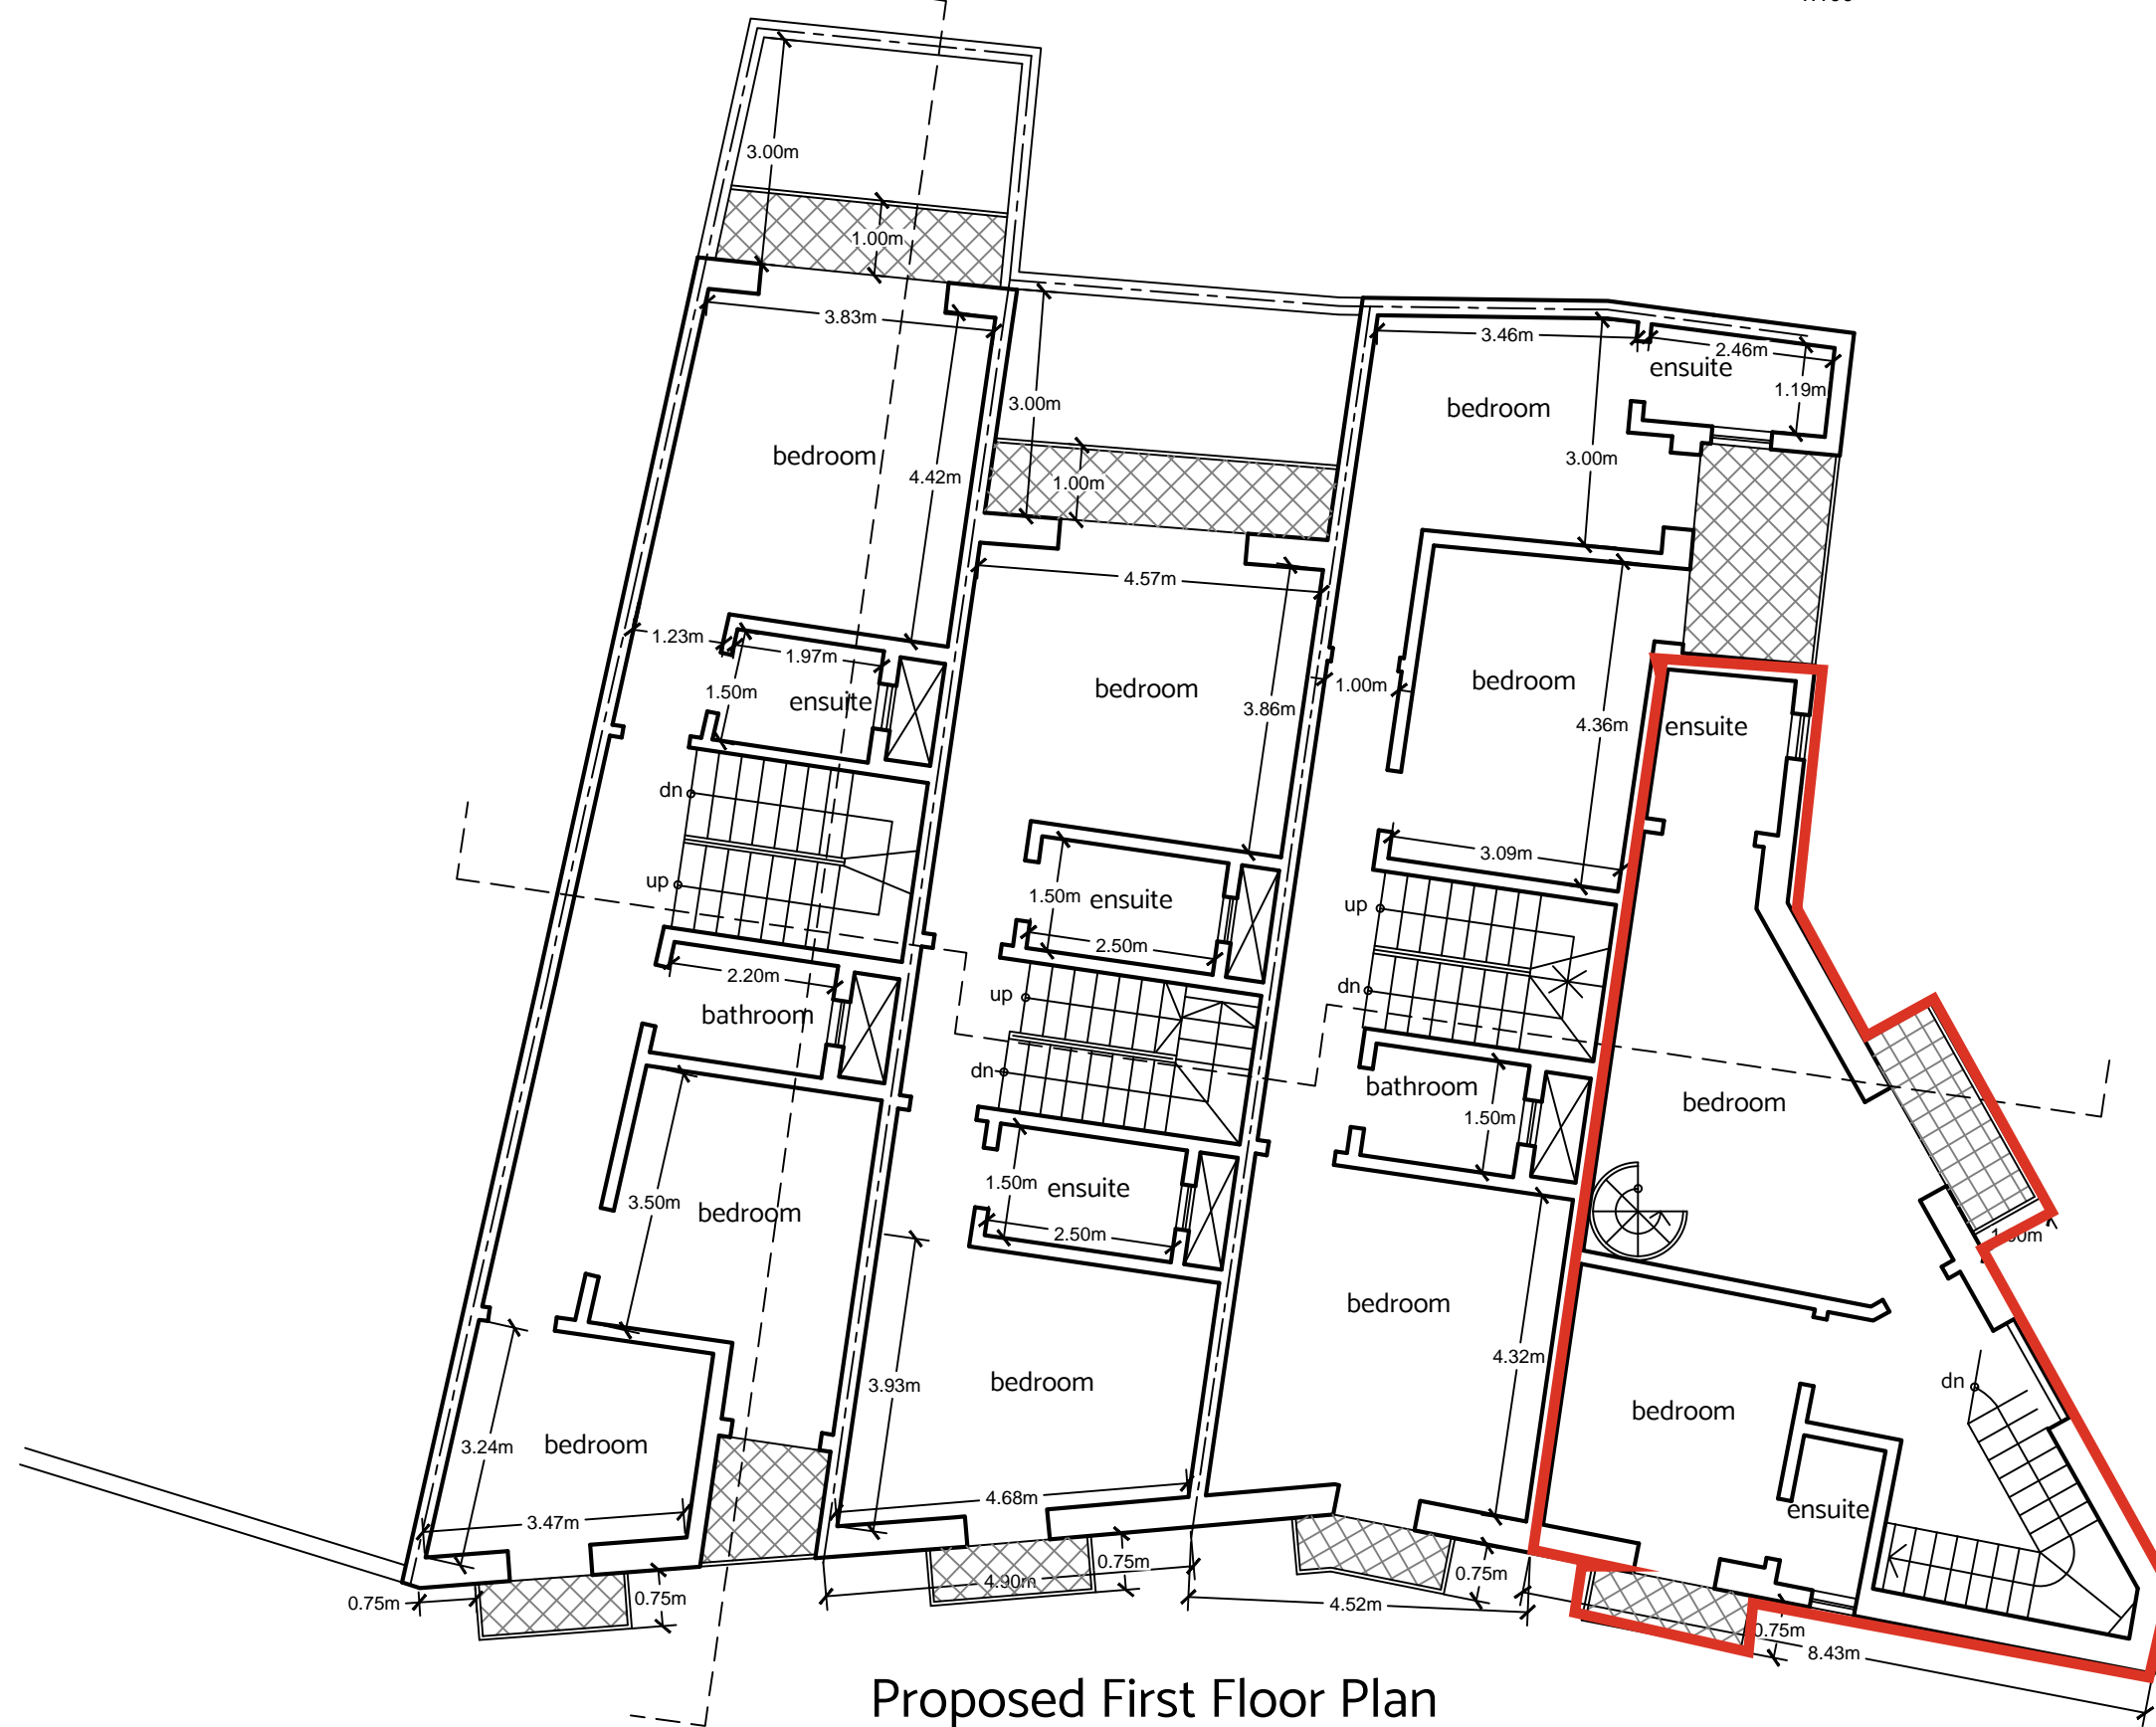 3.00m
1.00m
3.83m
3.46m
2.46m
ensuite
1.19m
bedroom
3.00m
bedroom
3.00m
4.42m
1.00m
4.57m
1.23m
1.97m
1.50m
ensuite
bedroom
3.86m
1.00m
bedroom
4.36m
ensuite
dn
up
3.09m
1.50m
ensuite
2.50m
up
dn
2.20m
bathroom
up
dn
bathroom
1.50m
bedroom
1.50m
ensuite
2.50m
3.50m
bedroom
bedroom
4.32m
3.93m
bedroom
bedroom
dn
3.24m
bedroom
4.68m
3.47m
ensuite
0.75m
0.75m
4.90m
0.75m
0.75m
4.52m
0.75m
8.43m
Proposed First Floor Plan